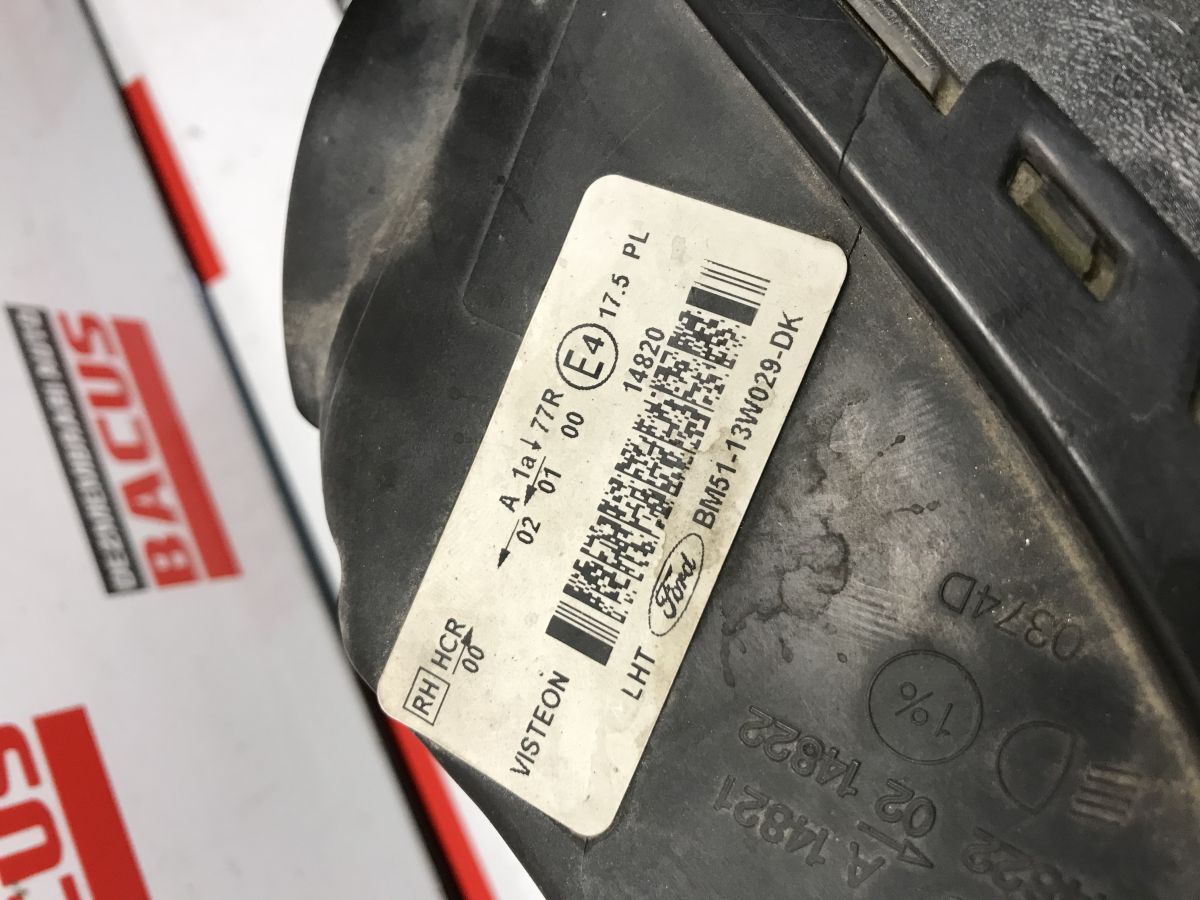 RH HCR A 1a 77R E4 17.5 PL
00 02 01 00
14820
VISTEON
LHT Ford BM51-13W029-DK
0374D
1%
A 14821
02 14822
BACUS